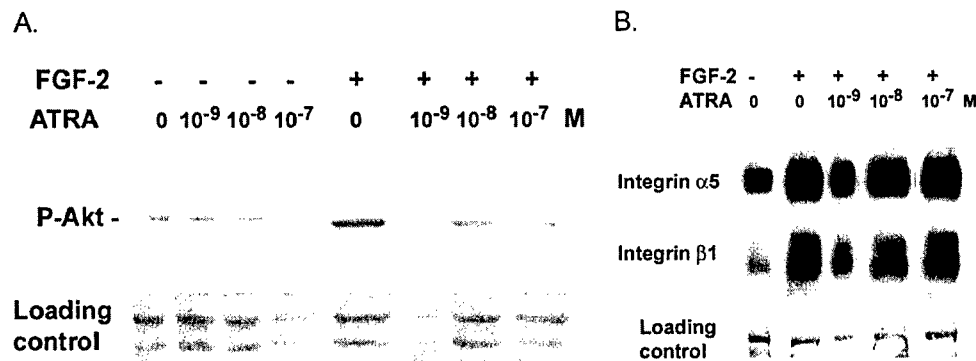 A.
FGF-2 - - - - + + + +
ATRA 0 10⁻⁹ 10⁻⁸ 10⁻⁷ 0 10⁻⁹ 10⁻⁸ 10⁻⁷ M
P-Akt -
Loading
control
B.
FGF-2 - + + + +
ATRA 0 0 10⁻⁹ 10⁻⁸ 10⁻⁷ M
Integrin α5
Integrin β1
Loading
control